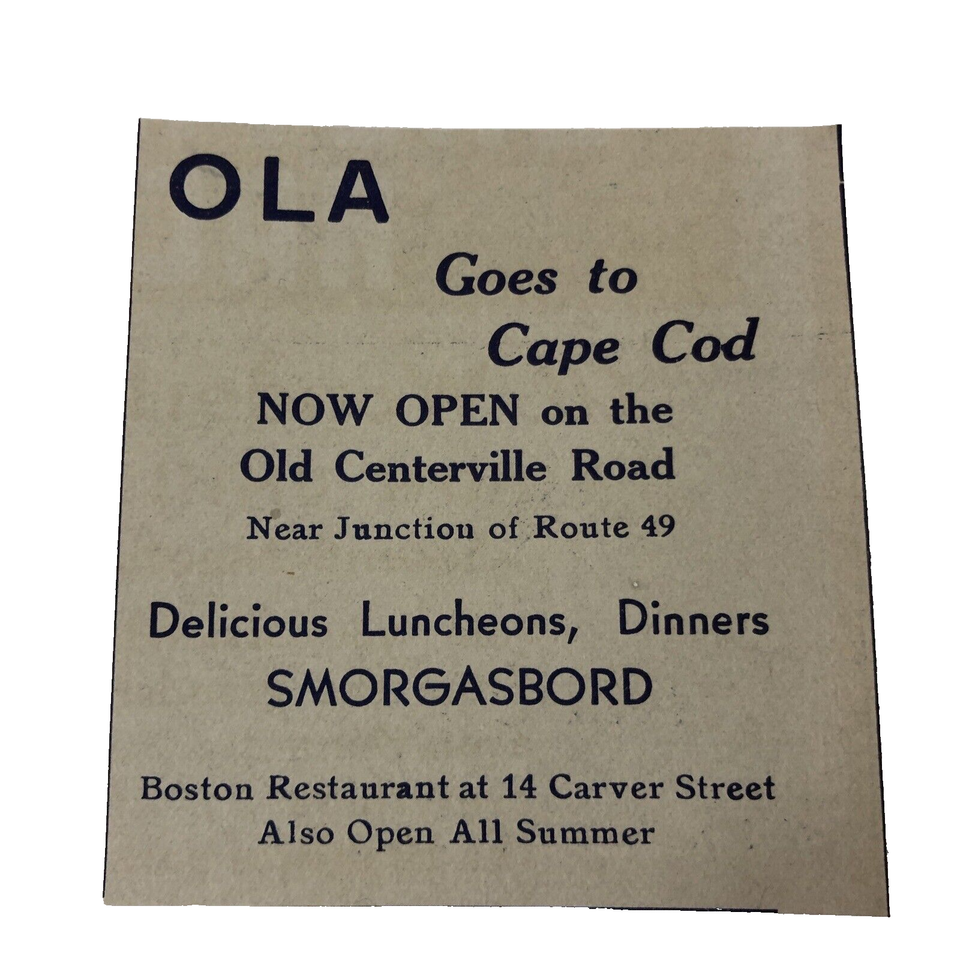 OLA
Goes to
Cape Cod
NOW OPEN on the
Old Centerville Road
Near Junction of Route 49
Delicious Luncheons, Dinners
SMORGASBORD
Boston Restaurant at 14 Carver Street
Also Open All Summer